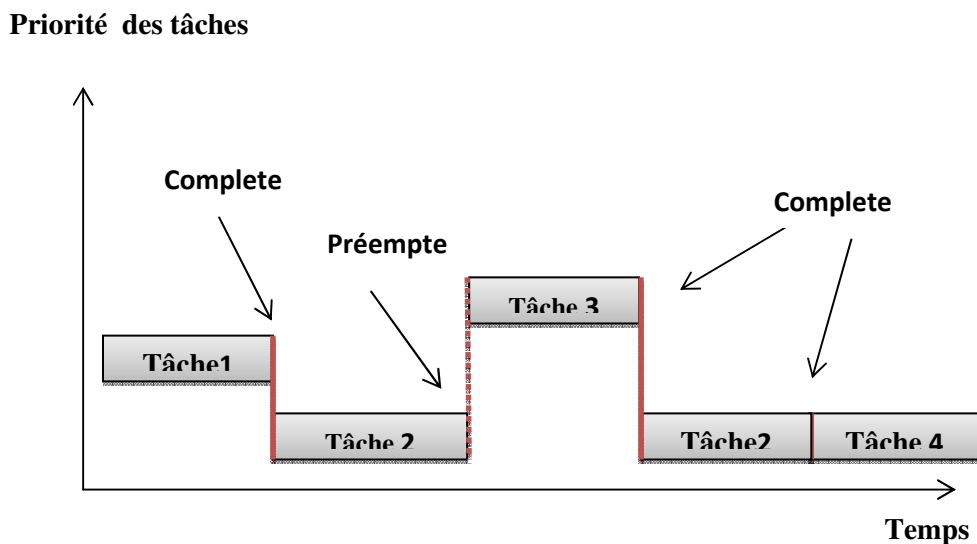 Priorité des tâches
Complete
Complete
Préempte
Tâche 3
Tâche1
Tâche 2
Tâche2
Tâche 4
Temps